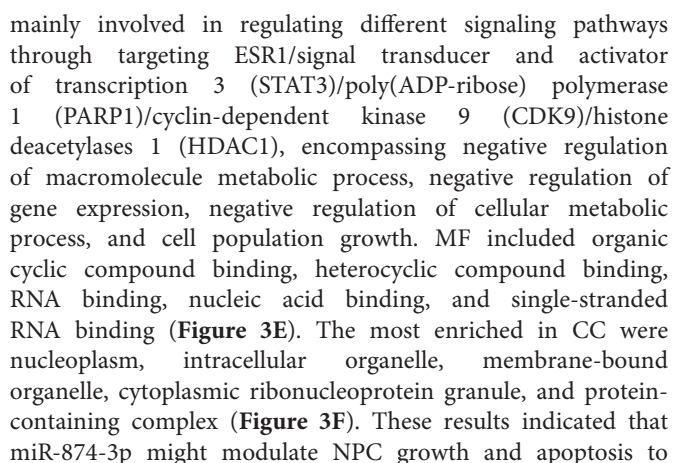 mainly involved in regulating different signaling pathways
through targeting ESR1/signal transducer and activator
of transcription 3 (STAT3)/poly(ADP-ribose) polymerase
1 (PARP1)/cyclin-dependent kinase 9 (CDK9)/histone
deacetylases 1 (HDAC1), encompassing negative regulation
of macromolecule metabolic process, negative regulation of
gene expression, negative regulation of cellular metabolic
process, and cell population growth. MF included organic
cyclic compound binding, heterocyclic compound binding,
RNA binding, nucleic acid binding, and single-stranded
RNA binding (Figure 3E). The most enriched in CC were
nucleoplasm, intracellular organelle, membrane-bound
organelle, cytoplasmic ribonucleoprotein granule, and protein-
containing complex (Figure 3F). These results indicated that
miR-874-3p might modulate NPC growth and apoptosis to